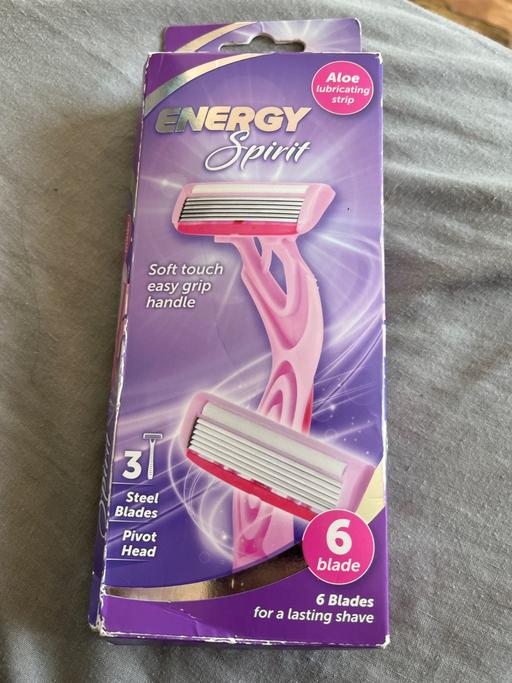 Aloe
lubricating
strip
ENERGY
Spirit
Soft touch
easy grip
handle
3
Steel
Blades
Pivot
Head
6
blade
6 Blades
for a lasting shave